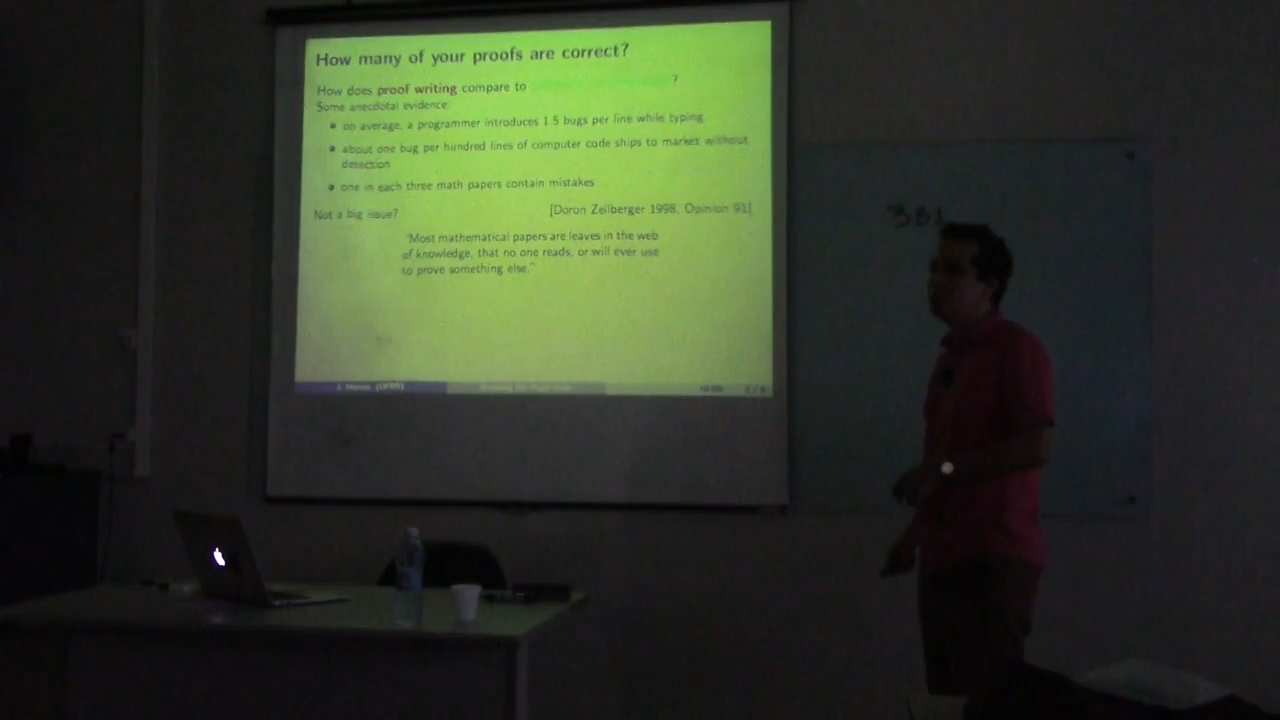 How many of your proofs are correct?
How does proof writing compare to ?
Some anecdotal evidence:
on average, a programmer introduces 1.5 bugs per line while typing
about one bug per hundred lines of computer code ships to market without
detection
one in each three math papers contain mistakes
Not a big issue? [Doron Zeilberger 1998, Opinion 91]
"Most mathematical papers are leaves in the web
of knowledge, that no one reads, or will ever use
to prove something else."
(UFRN)
381